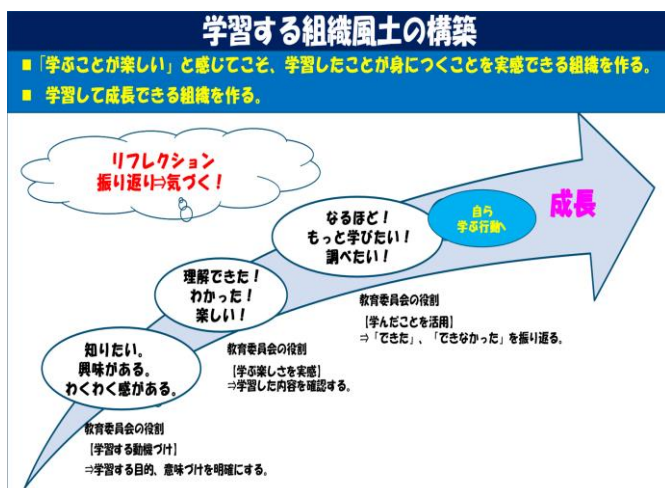 学習する組織風土の構築
■「学ぶことが楽しい」と感じてこそ、学習したことが身につくことを実感できる組織を作る。
■ 学習して成長できる組織を作る。
リフレクション
振り返り⇒気づく！
成長
自ら
学ぶ行動へ
なるほど！
もっと学びたい！
調べたい！
理解できた！
わかった！
楽しい！
教育委員会の役割
【学んだことを活用】
⇒「できた」、「できなかった」を振り返る。
知りたい。
興味がある。
わくわく感がある。
教育委員会の役割
【学ぶ楽しさを実感】
⇒学習した内容を確認する。
教育委員会の役割
【学習する動機づけ】
⇒学習する目的、意味づけを明確にする。